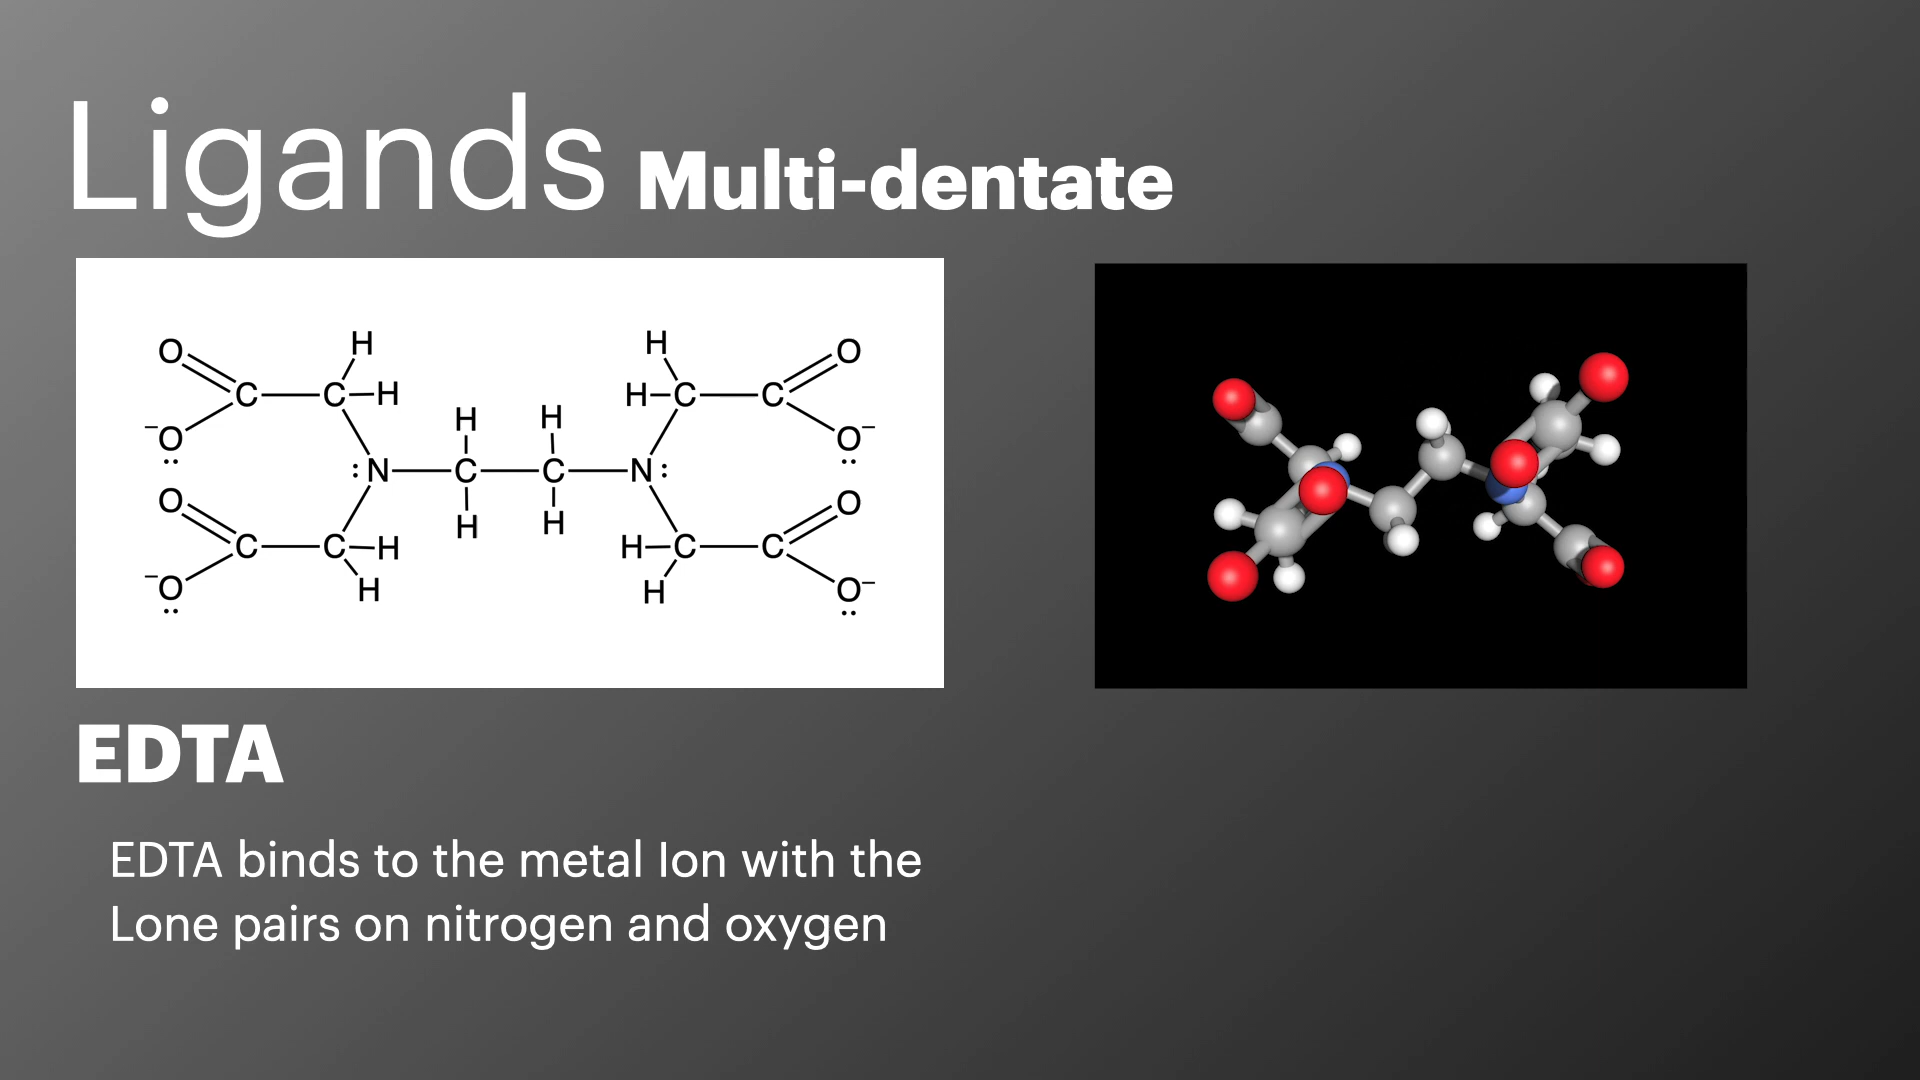 Ligands Multi-dentate
H H
O H H O
C C H H C C
⁻O O⁻
:N C C N:
O H H O
C C H H C C
⁻O H H O⁻
EDTA
EDTA binds to the metal Ion with the
Lone pairs on nitrogen and oxygen